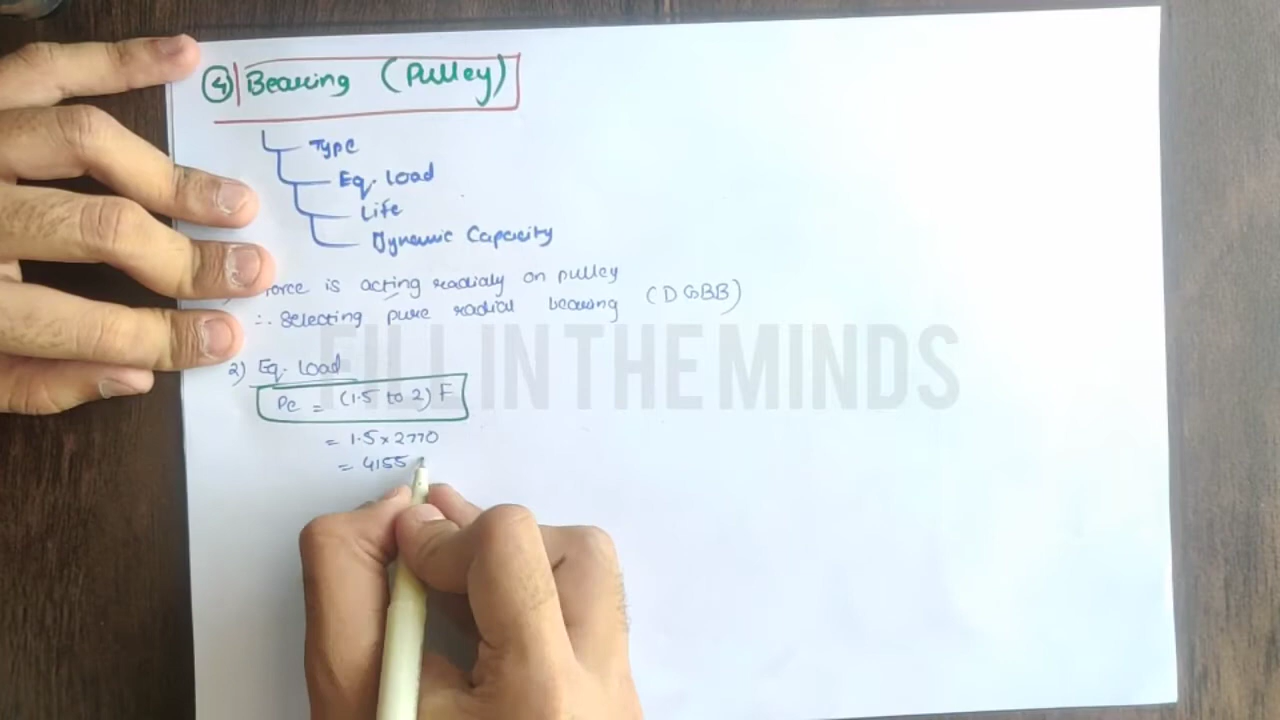 4 Bearing (Pulley)
Type
Eq. load
Life
Dynamic Capacity
force is acting radialy on pulley
∴ Selecting pure radial bearing (DGBB)
FILL IN THE MINDS
2) Eq. load
Pe = (1.5 to 2) F
= 1.5 × 2770
= 4155